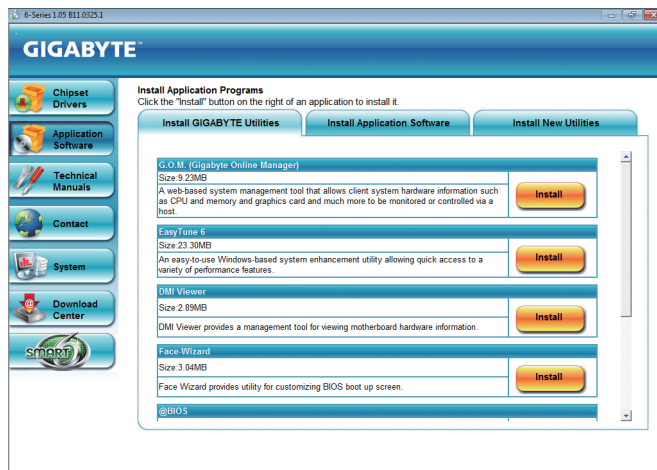 6-Series 1.05 B11.0325.1
GIGABYTE™
Chipset
Drivers
Application
Software
Technical
Manuals
Contact
System
Download
Center
SMART 6
Install Application Programs
Click the "Install" button on the right of an application to install it.
Install GIGABYTE Utilities
Install Application Software
Install New Utilities
G.O.M. (Gigabyte Online Manager)
Size:9.23MB
A web-based system management tool that allows client system hardware information such
as CPU and memory and graphics card and much more to be monitored or controlled via a
host.
Install
EasyTune 6
Size:23.30MB
An easy-to-use Windows-based system enhancement utility allowing quick access to a
variety of performance features.
Install
DMI Viewer
Size:2.89MB
DMI Viewer provides a management tool for viewing motherboard hardware information.
Install
Face-Wizard
Size:3.04MB
Face Wizard provides utility for customizing BIOS boot up screen.
Install
@BIOS